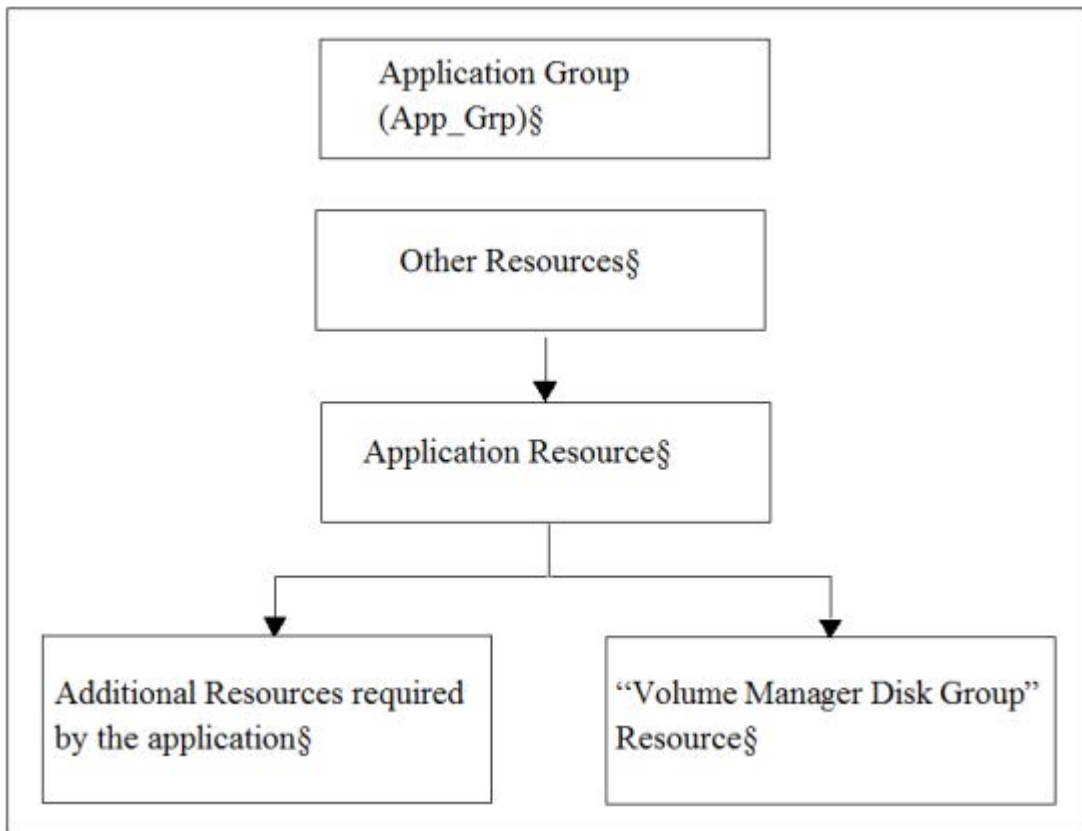 Application Group
(App_Grp)§
Other Resources§
Application Resource§
Additional Resources required
by the application§
“Volume Manager Disk Group”
Resource§